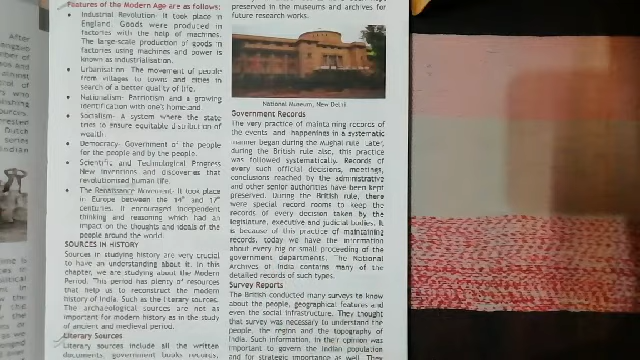 Features of the Modern Age are as follows:
Industrial Revolution- It took place in
England. Goods were produced in
factories with the help of machines.
The large-scale production of goods in
factories using machines and power is
known as industrialisation.
Urbanisation- The movement of people
from villages to towns and cities in
search of a better quality of life.
Nationalism- Patriotism and a growing
identification with one's homeland
Socialism- A system where the state
tries to ensure equitable distribution of
wealth.
Democracy- Government of the people
for the people and by the people.
Scientific and Technological Progress
New inventions and discoveries that
revolutionised human life.
The Renaissance Movement- It took place
in Europe between the 14th and 17th
centuries. It encouraged independent
thinking and reasoning which had an
impact on the thoughts and ideals of the
people around the world.
SOURCES IN HISTORY
Sources in studying history are very crucial
to have an understanding about it. In this
chapter, we are studying about the Modern
Period. This period has plenty of resources
that help us to reconstruct the modern
history of India. Such as the literary sources.
The archaeological sources are not as
important for modern history as in the study
of ancient and medieval period.
Literary Sources
Literary sources include all the written
documents, government books records,
preserved in the museums and archives for
future research works.
National Museum, New Delhi
Government Records
The very practice of maintaining records of
the events and happenings in a systematic
manner began during the Mughal rule. Later,
during the British rule also, this practice
was followed systematically. Records of
every such official decisions, meetings,
conclusions reached by the administrative
and other senior authorities have been kept
preserved. During the British rule, there
were special record rooms to keep the
records of every decision taken by the
legislature, executive and judicial bodies. It
is because of this practice of maintaining
records, today we have the information
about every big or small proceeding of the
government departments. The National
Archives of India contains many of the
detailed records of such types.
Survey Reports
The British conducted many surveys to know
about the people, geographical features and
even the social infrastructure. They thought
that survey was necessary to understand the
people, the region and the topography of
India. Such information, in their opinion was
important to govern the Indian population
and for strategic importance as well. They
After
Dutch
series
Indian